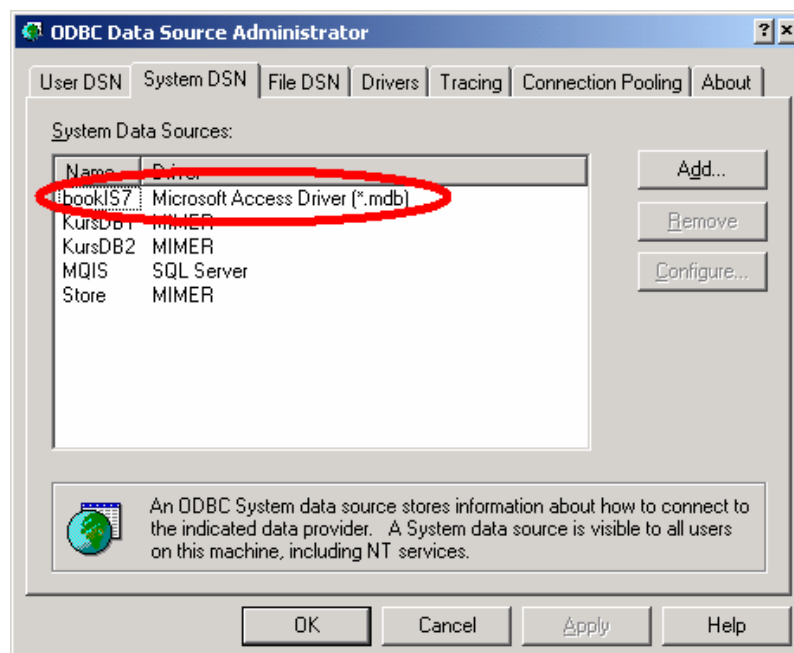 ODBC Data Source Administrator
User DSN System DSN File DSN Drivers Tracing Connection Pooling About
System Data Sources:
Name Driver
bookIS7 Microsoft Access Driver (*.mdb)
KursDB1 MIMER
KursDB2 MIMER
MQIS SQL Server
Store MIMER
Add...
Remove
Configure...
An ODBC System data source stores information about how to connect to
the indicated data provider. A System data source is visible to all users
on this machine, including NT services.
OK Cancel Apply Help